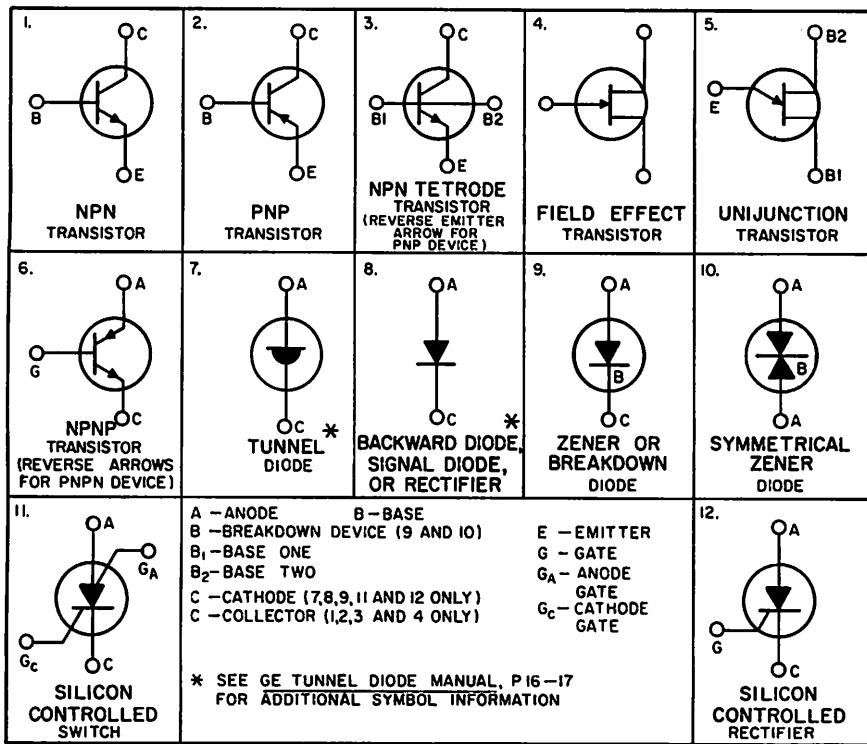 1.
C
B
E
NPN
TRANSISTOR
2.
C
B
E
PNP
TRANSISTOR
3.
C
B1
B2
E
NPN TETRODE
TRANSISTOR
(REVERSE EMITTER
ARROW FOR
PNP DEVICE)
4.
FIELD EFFECT
TRANSISTOR
5.
B2
E
B1
UNIJUNCTION
TRANSISTOR
6.
A
G
C
NPNP
TRANSISTOR
(REVERSE ARROWS
FOR PNPN DEVICE)
7.
A
C
*
TUNNEL
DIODE
8.
A
C
*
BACKWARD DIODE,
SIGNAL DIODE,
OR RECTIFIER
9.
A
B
C
ZENER OR
BREAKDOWN
DIODE
10.
A
B
A
SYMMETRICAL
ZENER
DIODE
11.
A
GA
GC
C
SILICON
CONTROLLED
SWITCH
A – ANODE B – BASE
B – BREAKDOWN DEVICE (9 AND 10)
B1 – BASE ONE
B2 – BASE TWO
C – CATHODE (7,8,9,11 AND 12 ONLY)
C – COLLECTOR (1,2,3 AND 4 ONLY)
E – EMITTER
G – GATE
GA – ANODE
GATE
GC – CATHODE
GATE
* SEE GE TUNNEL DIODE MANUAL, P 16–17
FOR ADDITIONAL SYMBOL INFORMATION
12.
A
G
C
SILICON
CONTROLLED
RECTIFIER